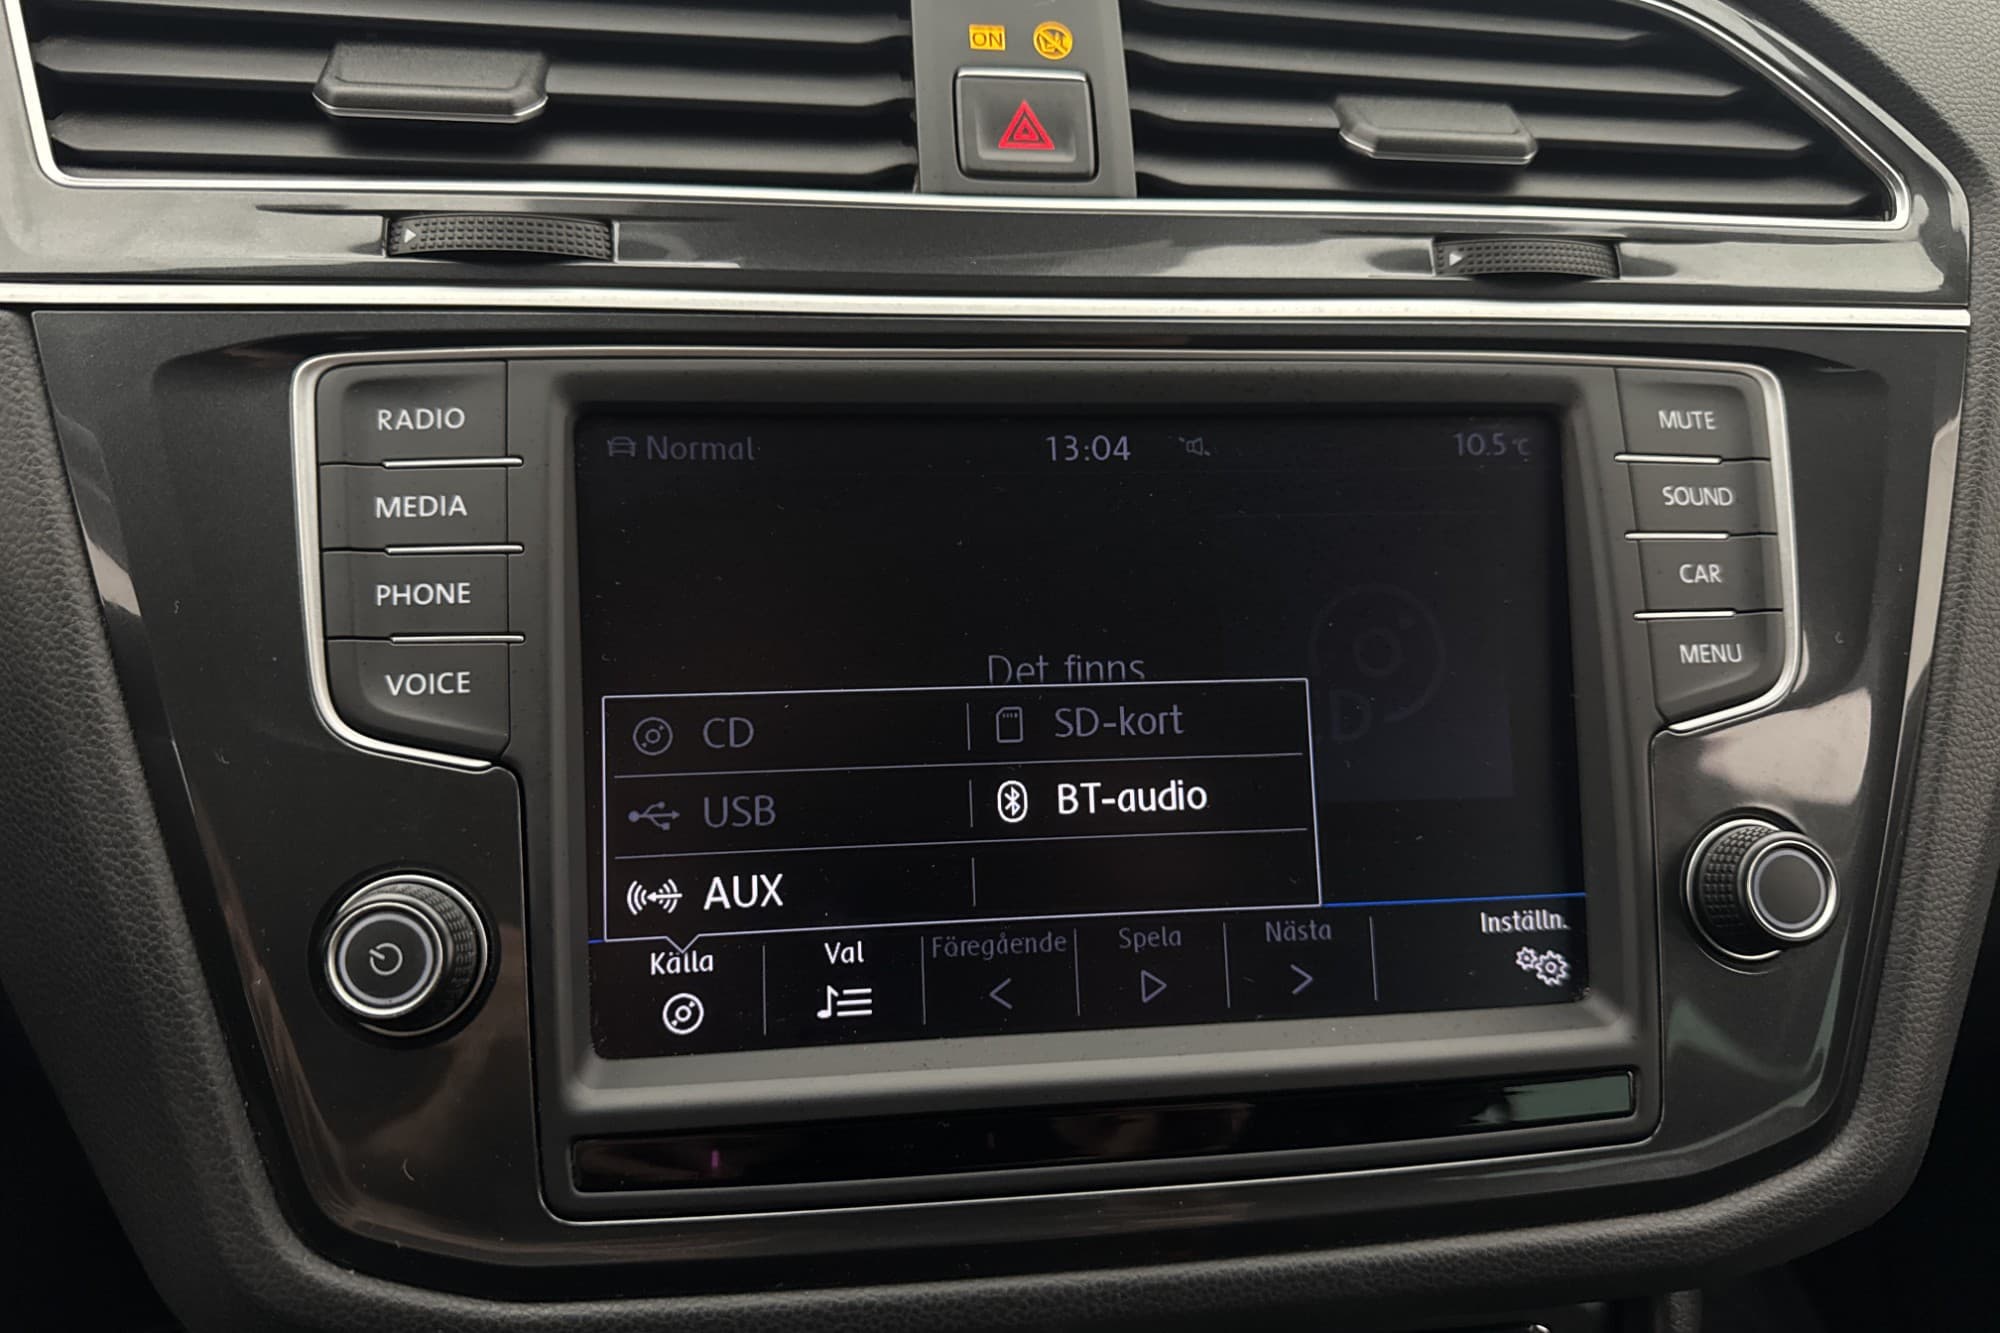 ON
RADIO
MEDIA
PHONE
VOICE
MUTE
SOUND
CAR
MENU
Normal
13:04
10.5°C
Det finns
CD
SD-kort
USB
BT-audio
AUX
Källa
Val
Föregående
Spela
Nästa
Inställn.